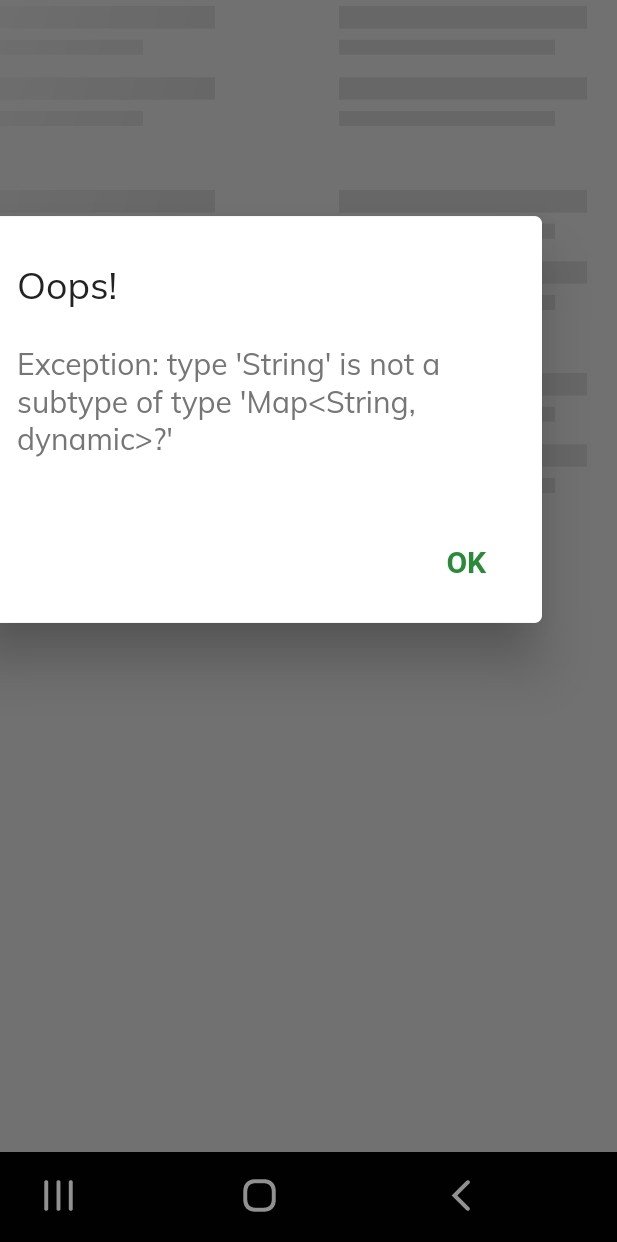 Oops!
Exception: type 'String' is not a
subtype of type 'Map<String,
dynamic>?'
OK